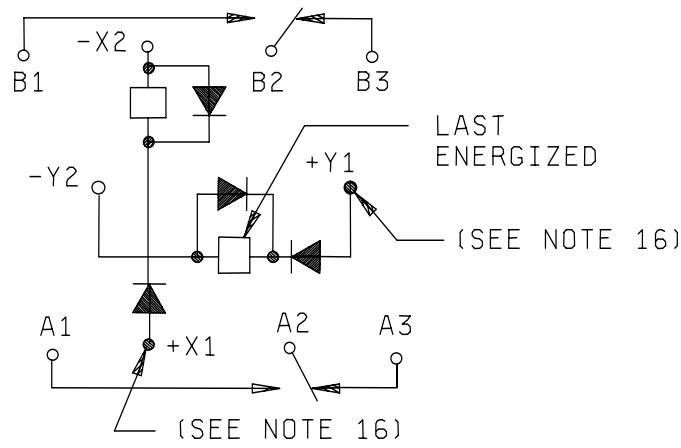 -X2
B1
B2
B3
LAST
ENERGIZED
-Y2
+Y1
(SEE NOTE 16)
A1
+X1
A2
A3
(SEE NOTE 16)